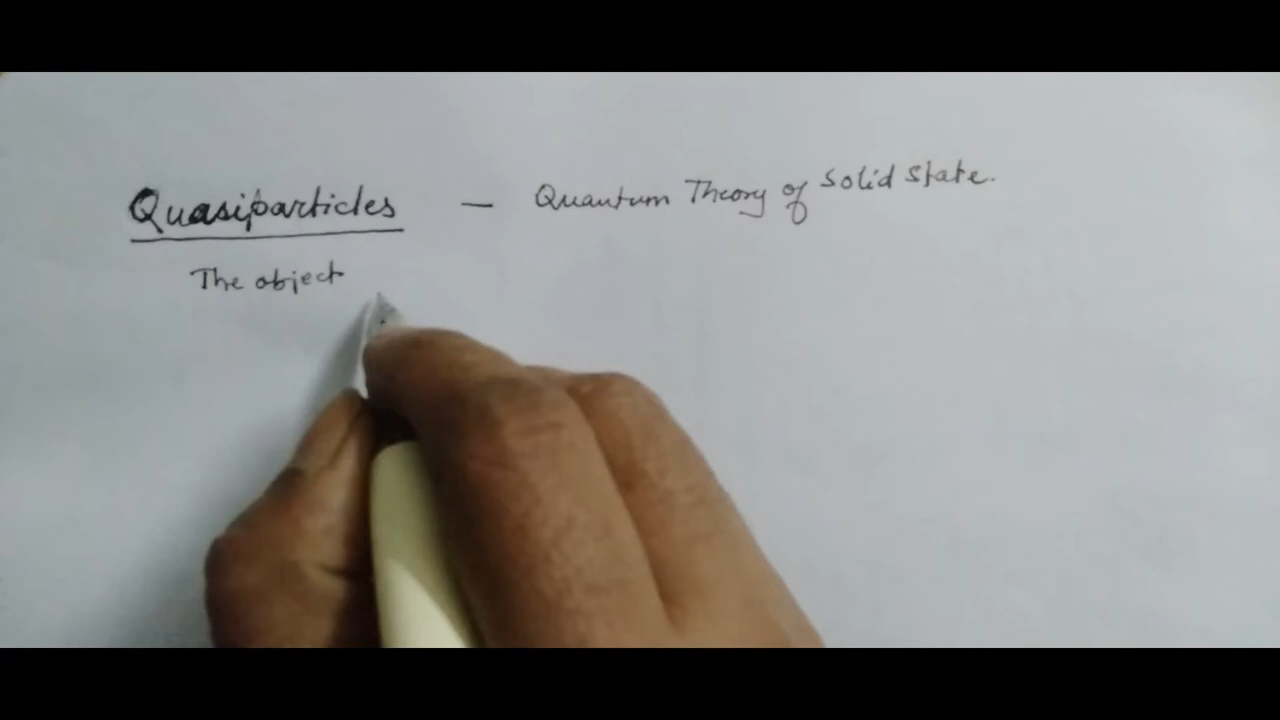 Quasiparticles — Quantum Theory of Solid State.
The object